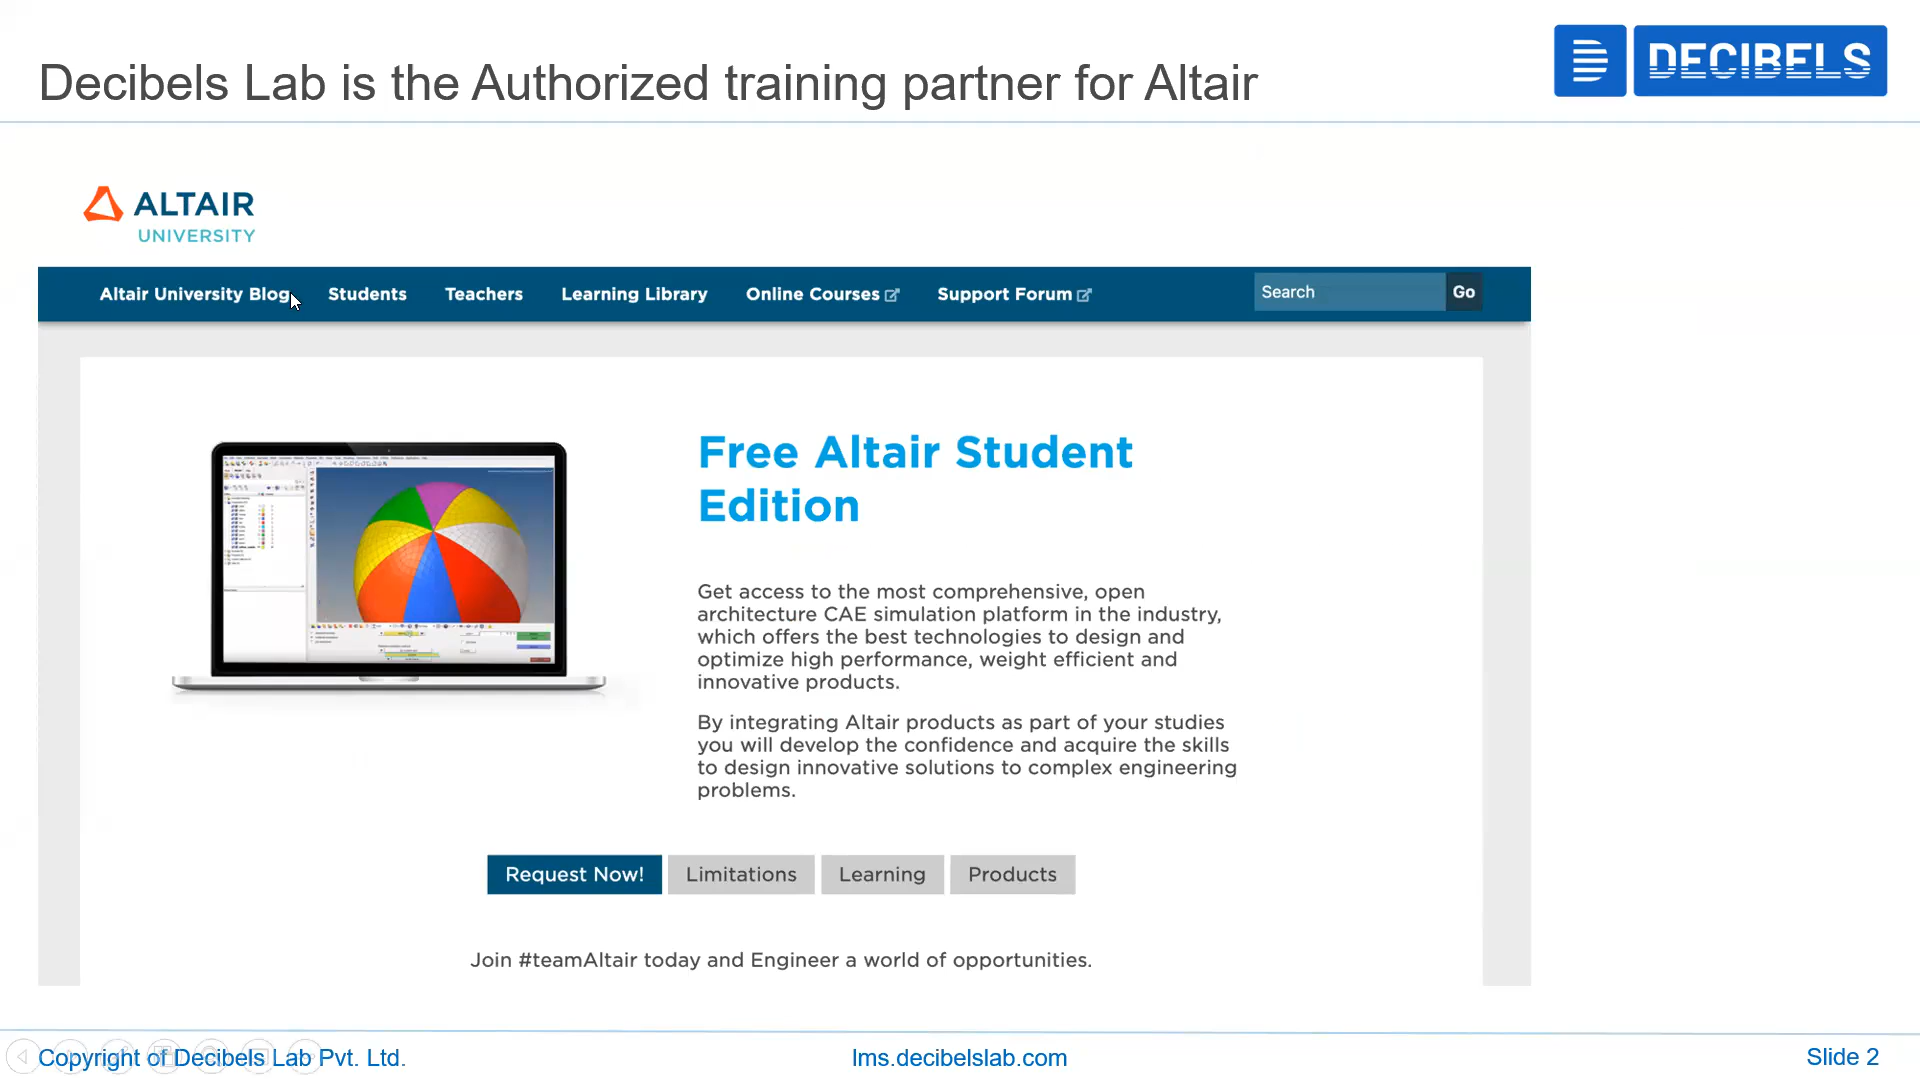 Decibels Lab is the Authorized training partner for Altair
DECIBELS
ALTAIR
UNIVERSITY
Altair University Blog Students Teachers Learning Library Online Courses Support Forum Search Go
Free Altair Student
Edition
Get access to the most comprehensive, open
architecture CAE simulation platform in the industry,
which offers the best technologies to design and
optimize high performance, weight efficient and
innovative products.
By integrating Altair products as part of your studies
you will develop the confidence and acquire the skills
to design innovative solutions to complex engineering
problems.
Request Now! Limitations Learning Products
Join #teamAltair today and Engineer a world of opportunities.
Copyright of Decibels Lab Pvt. Ltd. lms.decibelslab.com Slide 2